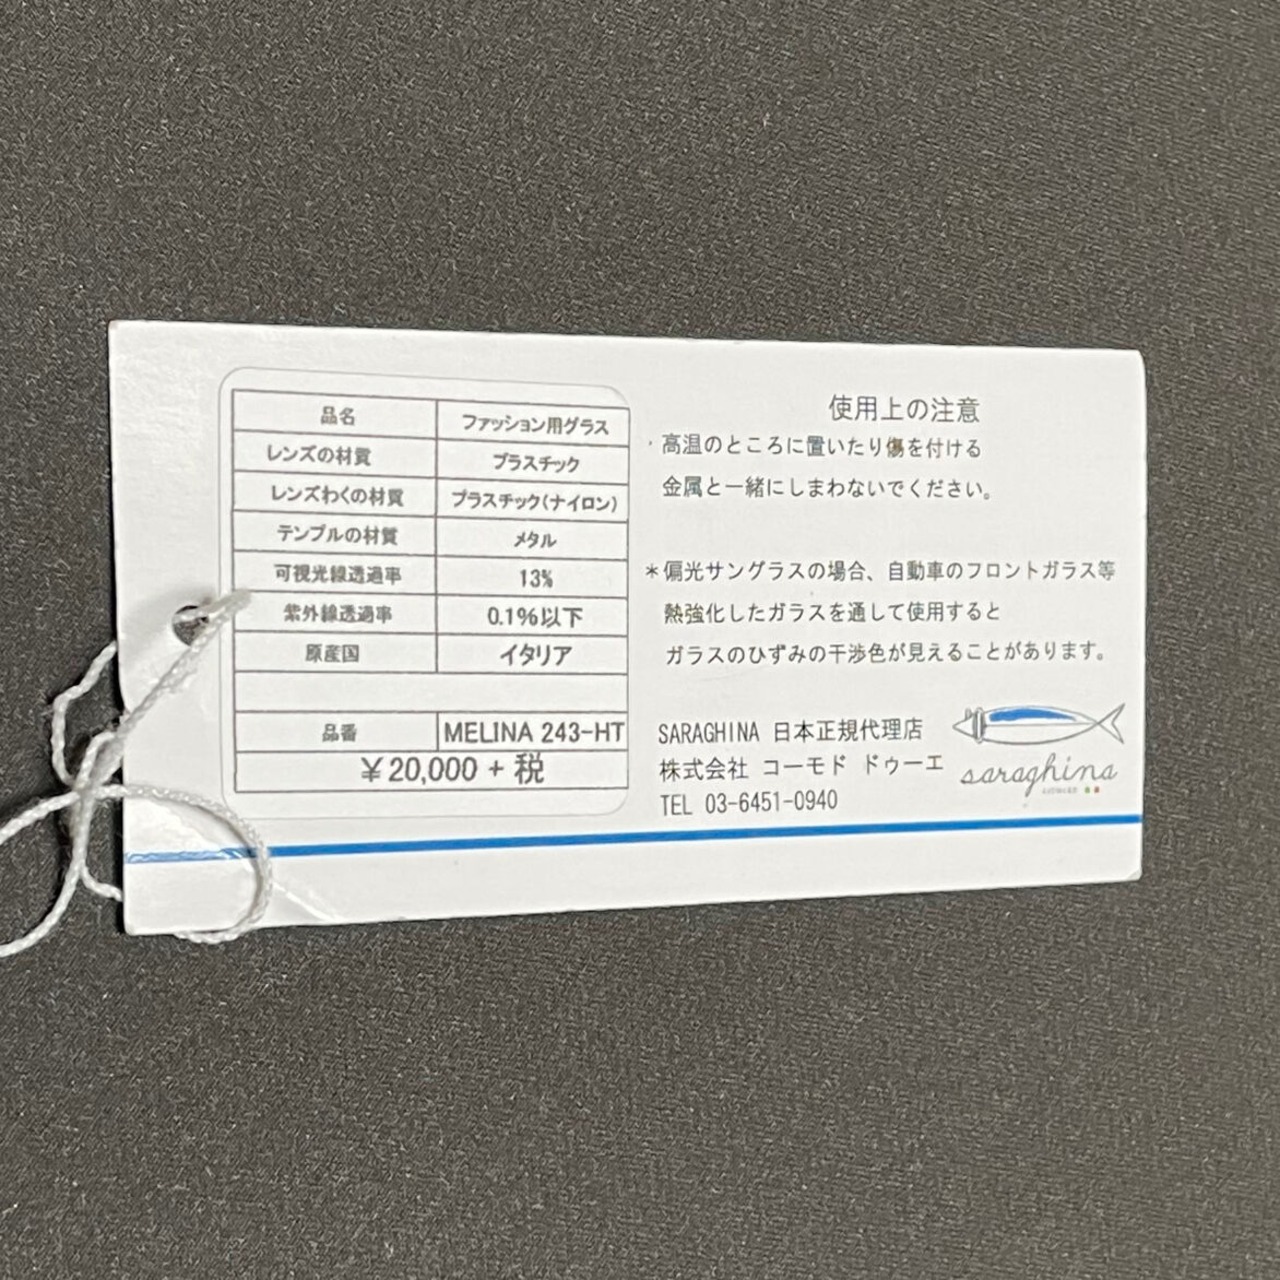 品名 ファッション用グラス
レンズの材質 プラスチック
レンズわくの材質 プラスチック(ナイロン)
テンプルの材質 メタル
可視光線透過率 13%
紫外線透過率 0.1%以下
原産国 イタリア
品番 MELINA 243-HT
￥20,000 + 税
使用上の注意
・高温のところに置いたり傷を付ける
金属と一緒にしまわないでください。
＊偏光サングラスの場合、自動車のフロントガラス等
熱強化したガラスを通して使用すると
ガラスのひずみの干渉色が見えることがあります。
SARAGHINA 日本正規代理店
株式会社 コーモド ドゥーエ
TEL 03-6451-0940
saraghina